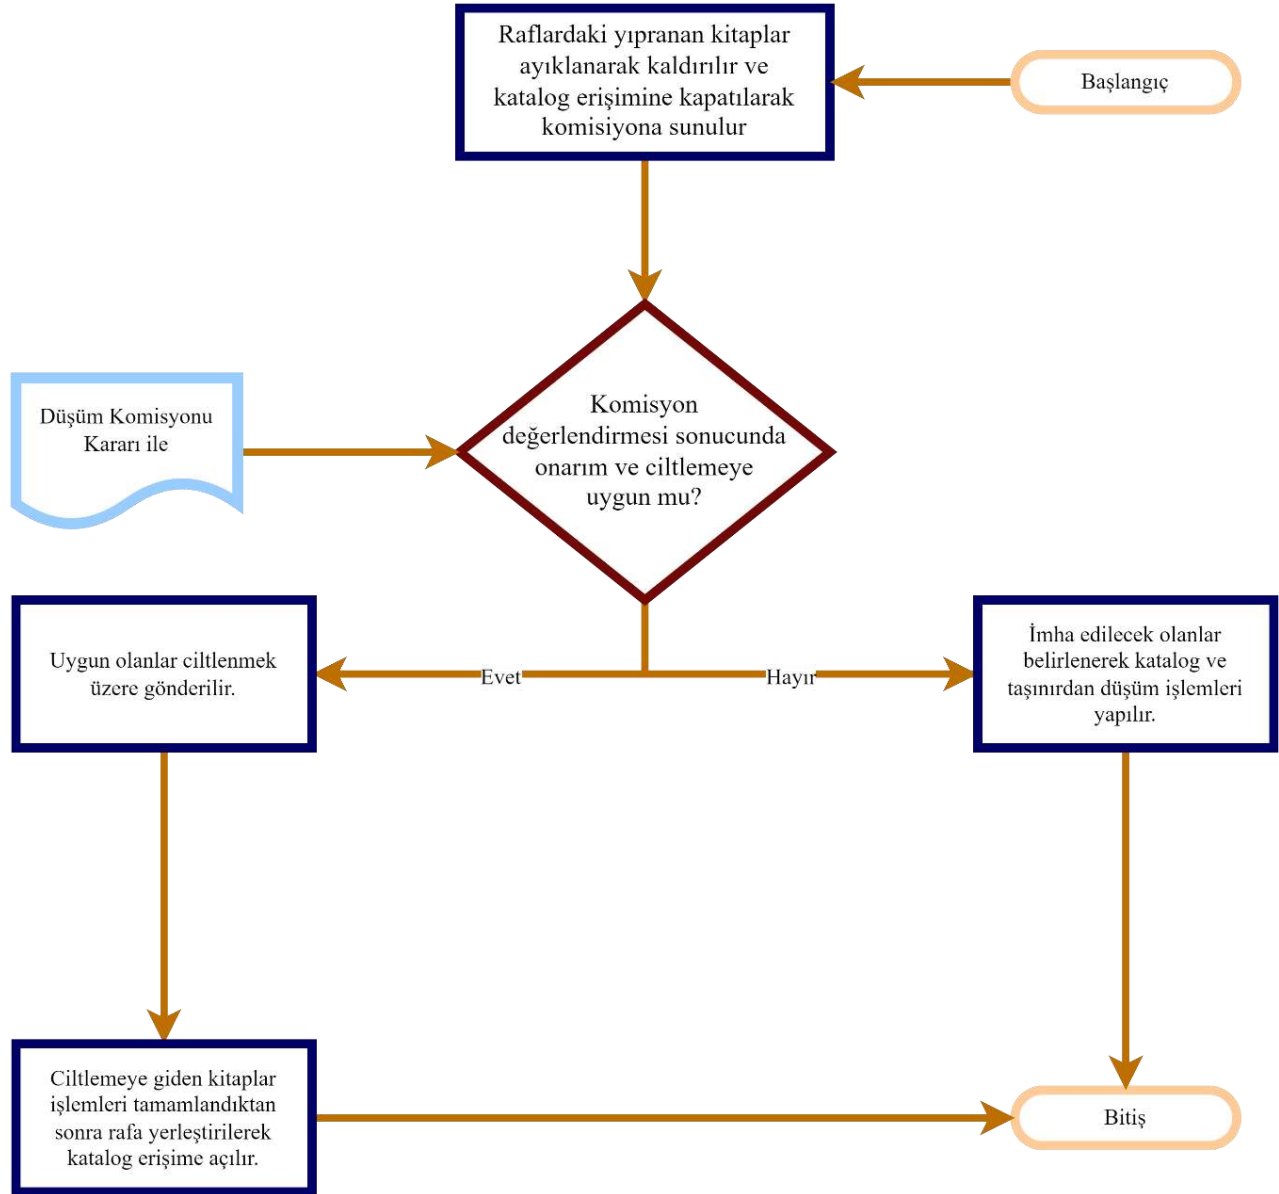 Raflardaki yıpranan kitaplar
ayıklanarak kaldırılır ve
katalog erişimine kapatılarak
komisiyona sunulur
Başlangıç
Düşüm Komisyonu
Kararı ile
Komisyon
değerlendirmesi sonucunda
onarım ve ciltlemeye
uygun mu?
Evet
Hayır
Uygun olanlar ciltlenmek
üzere gönderilir.
İmha edilecek olanlar
belirlenerek katalog ve
taşınırdan düşüm işlemleri
yapılır.
Ciltlemeye giden kitaplar
işlemleri tamamlandıktan
sonra rafa yerleştirilerek
katalog erişime açılır.
Bitiş